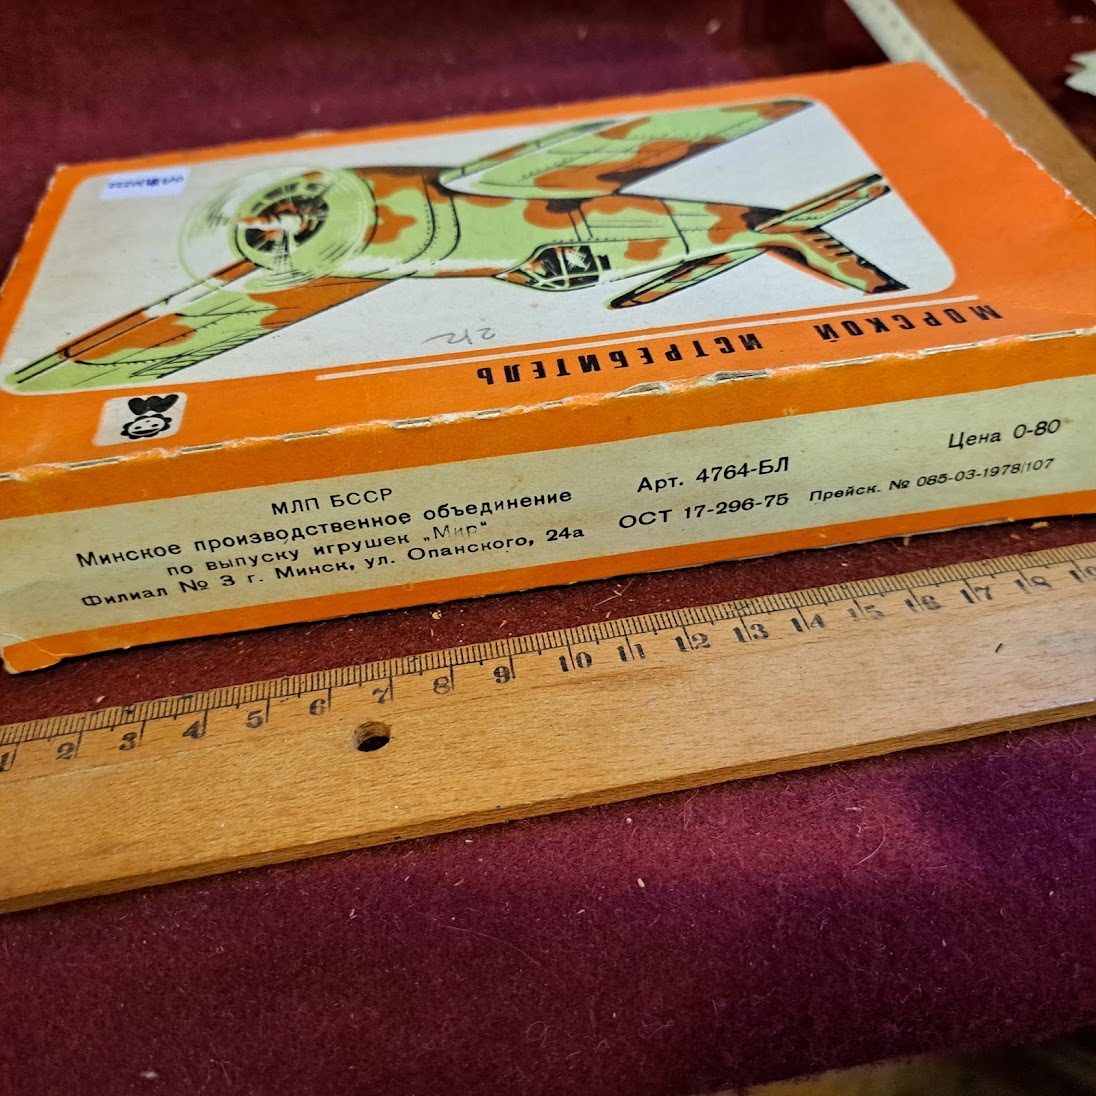 МОРСКОЙ ИСТРЕБИТЕЛЬ
МЛП БССР
Минское производственное объединение
по выпуску игрушек „Мир“
Филиал № 3 г. Минск, ул. Опанского, 24а
Арт. 4764-БЛ
ОСТ 17-296-75
Цена 0-80
Прейск. № 085-03-1978/107
1 2 3 4 5 6 7 8 9 10 11 12 13 14 15 16 17 18 19